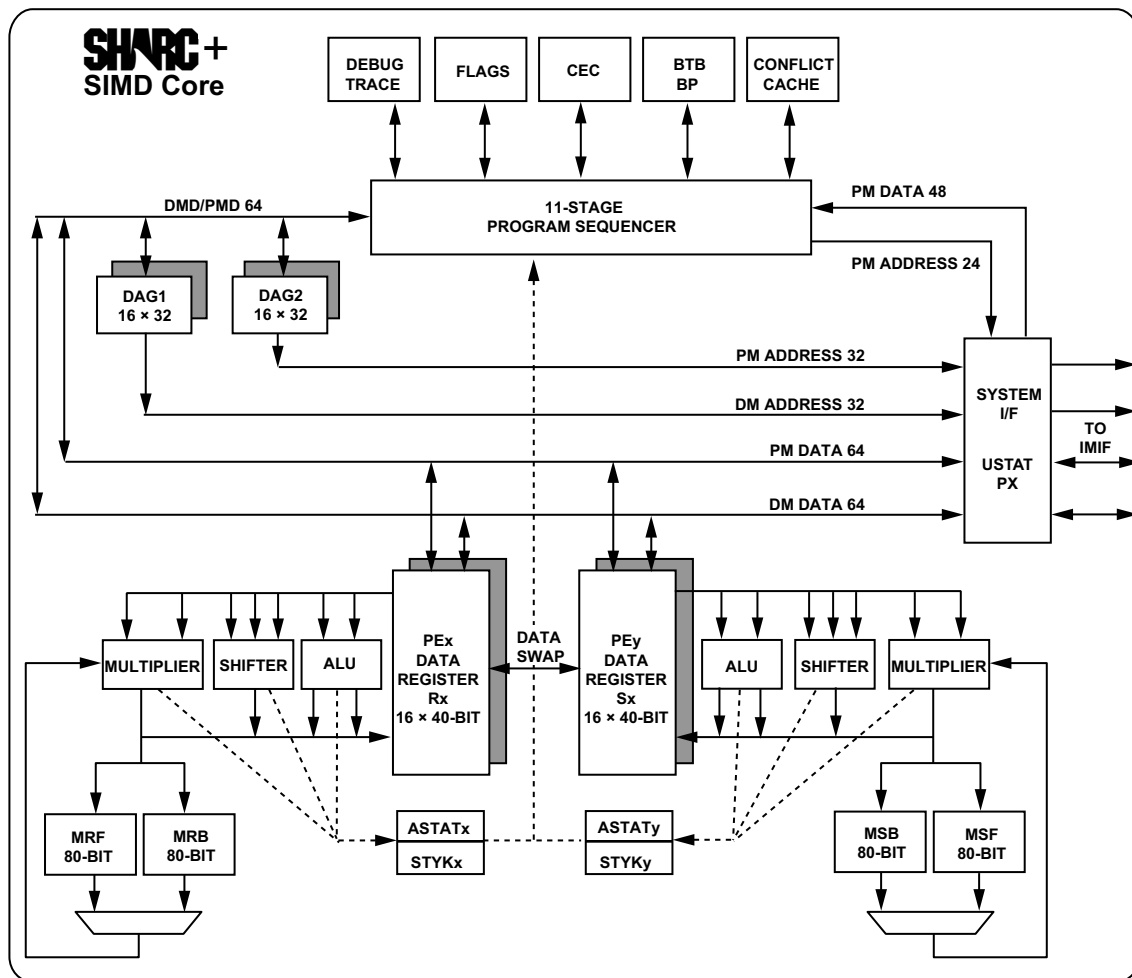 SHARC+
SIMD Core
DEBUG
TRACE
FLAGS
CEC
BTB
BP
CONFLICT
CACHE
DMD/PMD 64
11-STAGE
PROGRAM SEQUENCER
PM DATA 48
PM ADDRESS 24
DAG1
16 × 32
DAG2
16 × 32
PM ADDRESS 32
DM ADDRESS 32
PM DATA 64
DM DATA 64
SYSTEM
I/F
USTAT
PX
TO
IMIF
MULTIPLIER
SHIFTER
ALU
PEx
DATA
REGISTER
Rx
16 × 40-BIT
DATA
SWAP
PEy
DATA
REGISTER
Sx
16 × 40-BIT
ALU
SHIFTER
MULTIPLIER
MRF
80-BIT
MRB
80-BIT
ASTATx
STYKx
ASTATy
STYKy
MSB
80-BIT
MSF
80-BIT